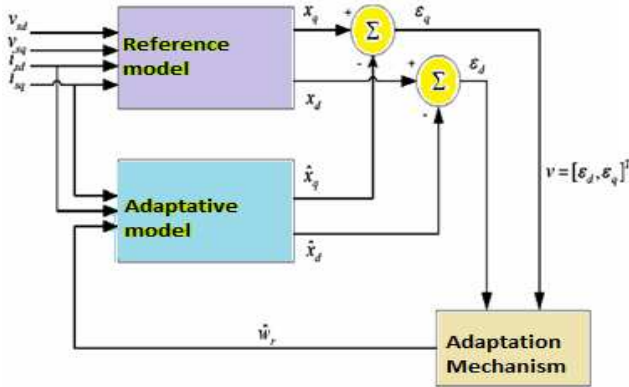 v_sd
v_sq
i_sd
i_sq
Reference
model
x_q
x_d
+
-
Σ
ε_q
+
-
Σ
ε_d
Adaptative
model
x̂_q
x̂_d
v=[ε_d,ε_q]^T
ŵ_r
Adaptation
Mechanism